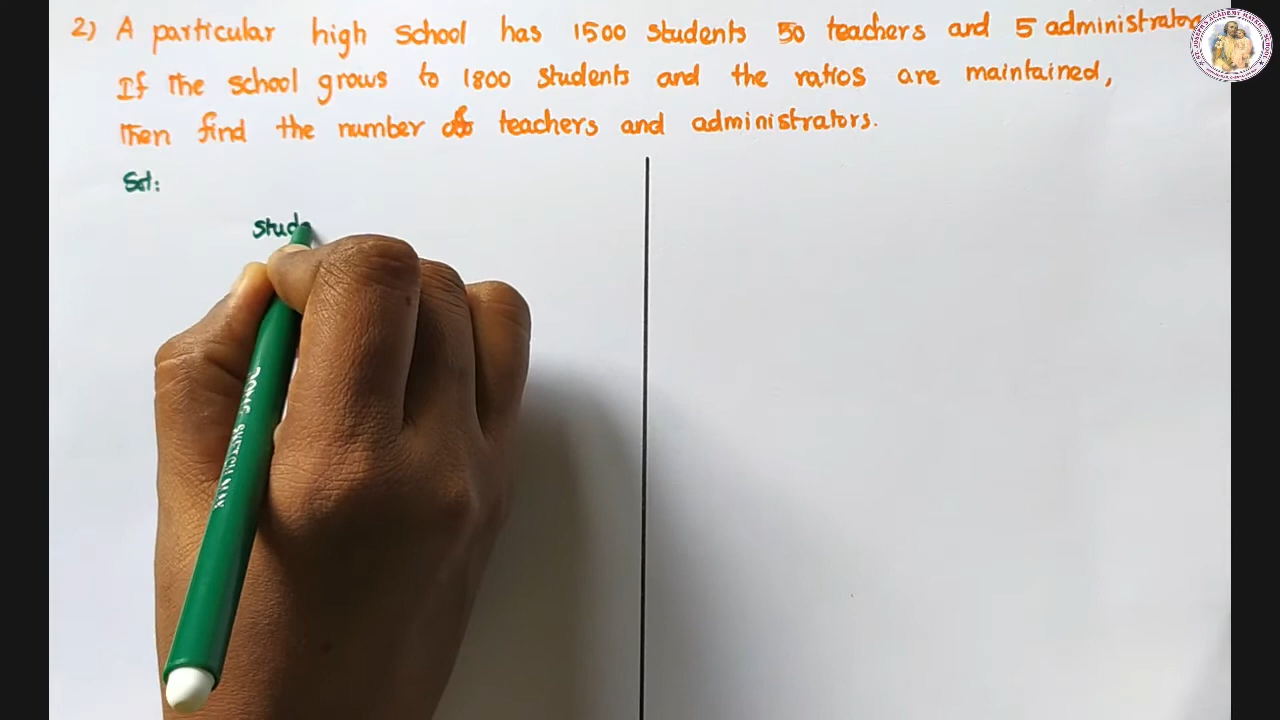 2) A particular high school has 1500 students 50 teachers and 5 administrators
If the school grows to 1800 students and the ratios are maintained,
then find the number of teachers and administrators.
Sol:
stude